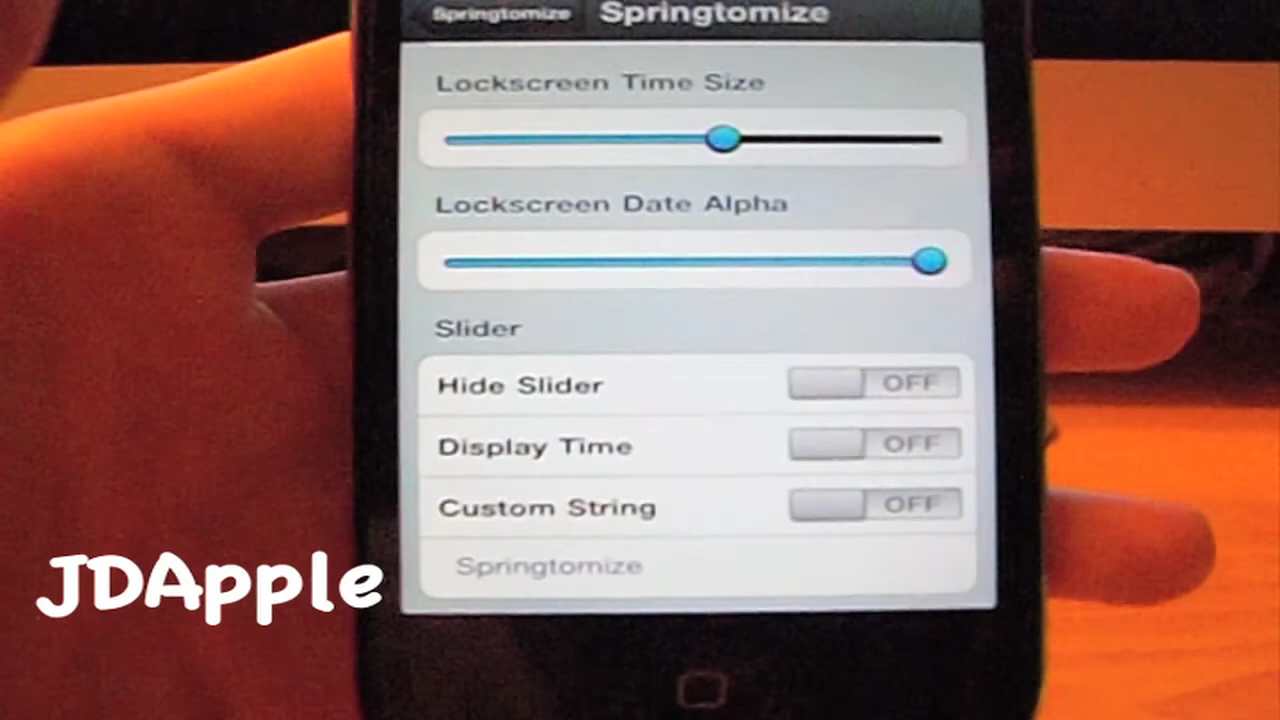 Springtomize
Springtomize
Lockscreen Time Size
Lockscreen Date Alpha
Slider
Hide Slider OFF
Display Time OFF
Custom String OFF
Springtomize
JDApple